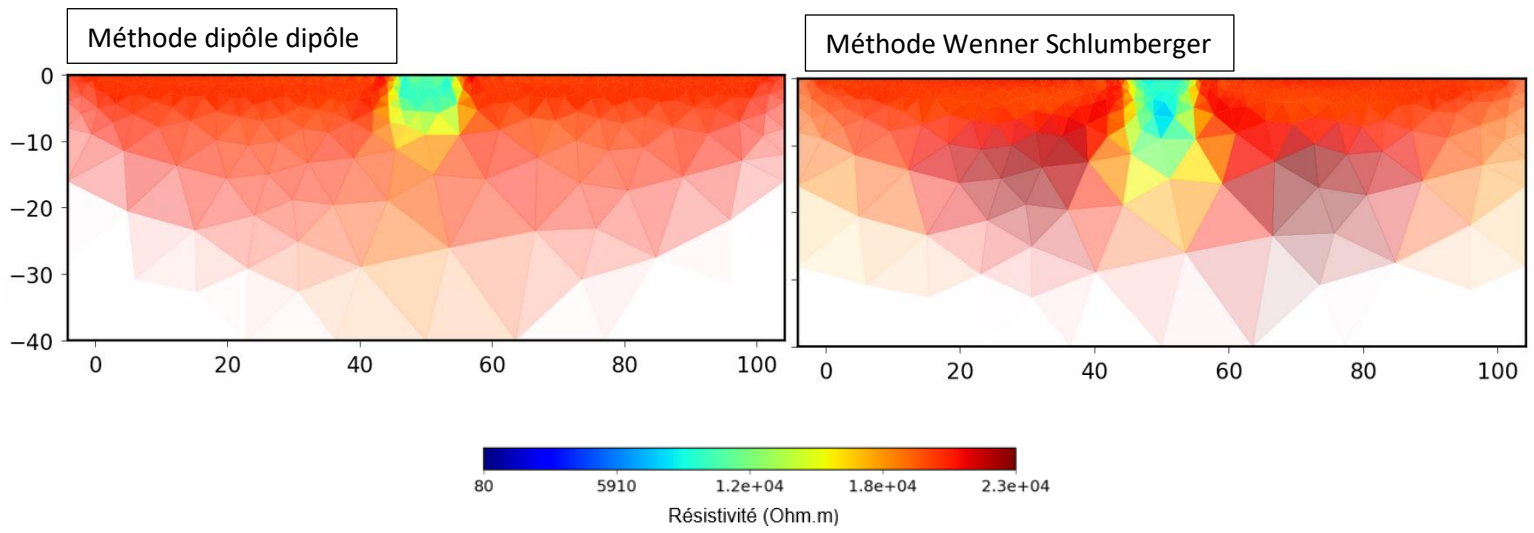 Méthode dipôle dipôle
Méthode Wenner Schlumberger
0
−10
−20
−30
−40
0 20 40 60 80 100
0 20 40 60 80 100
80 5910 1.2e+04 1.8e+04 2.3e+04
Résistivité (Ohm.m)